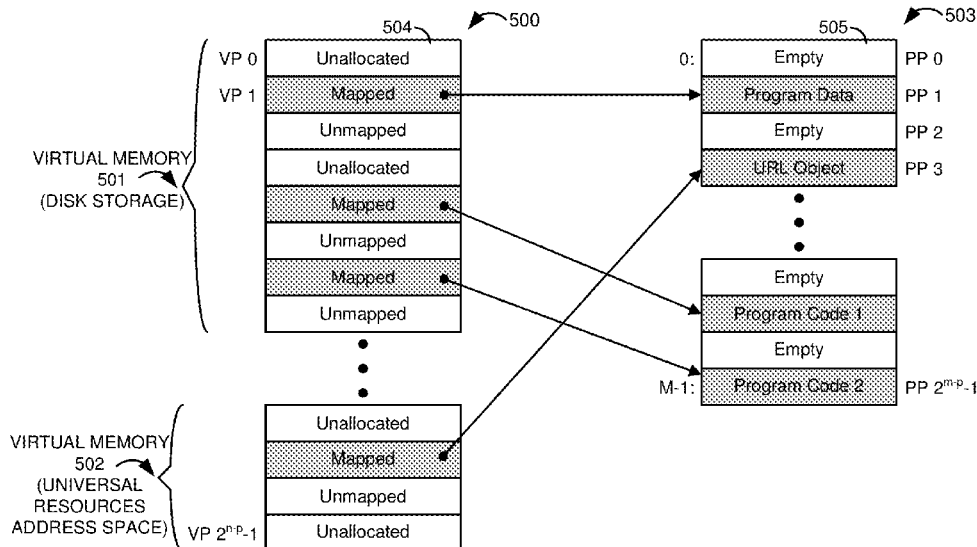 504
500
505
503
VP 0
Unallocated
0:
Empty
PP 0
VP 1
Mapped
Program Data
PP 1
Unmapped
Empty
PP 2
VIRTUAL MEMORY
501
(DISK STORAGE)
Unallocated
URL Object
PP 3
Mapped
Unmapped
Empty
Mapped
Program Code 1
Unmapped
Empty
M-1:
Program Code 2
PP 2^m-p-1
VIRTUAL MEMORY
502
(UNIVERSAL
RESOURCES
ADDRESS SPACE)
Unallocated
Mapped
Unmapped
VP 2^n-p-1
Unallocated